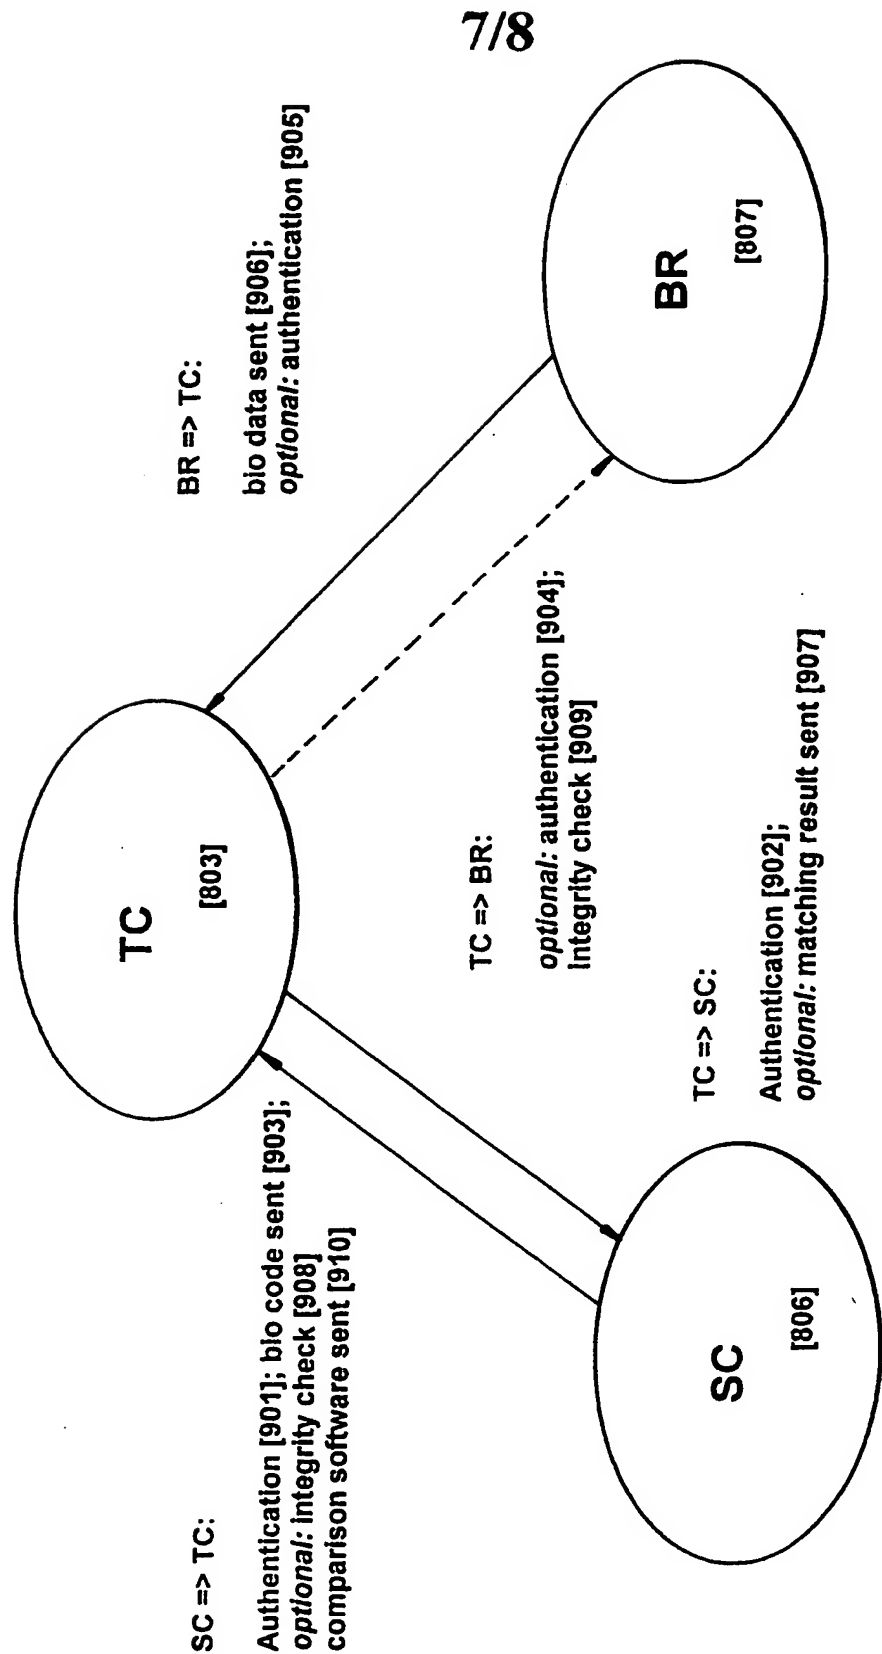 7/8
SC => TC:
Authentication [901]; bio code sent [903];
optional: integrity check [908]
comparison software sent [910]
TC
[803]
BR => TC:
bio data sent [906];
optional: authentication [905]
TC => BR:
optional: authentication [904];
Integrity check [909]
SC
[806]
TC => SC:
Authentication [902];
optional: matching result sent [907]
BR
[807]